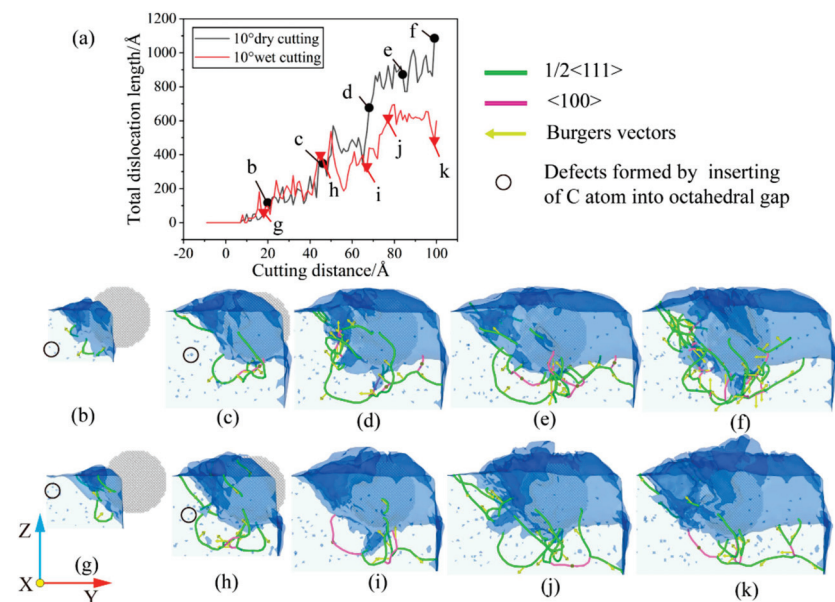 (a)
1200
1000
800
600
400
200
0
-20 0 20 40 60 80 100
Total dislocation length/Å
Cutting distance/Å
10°dry cutting
10°wet cutting
b
c
d
e
f
g
h
i
j
k
1/2<111>
<100>
Burgers vectors
Defects formed by inserting
of C atom into octahedral gap
(b)
(c)
(d)
(e)
(f)
Z
X
Y
(g)
(h)
(i)
(j)
(k)